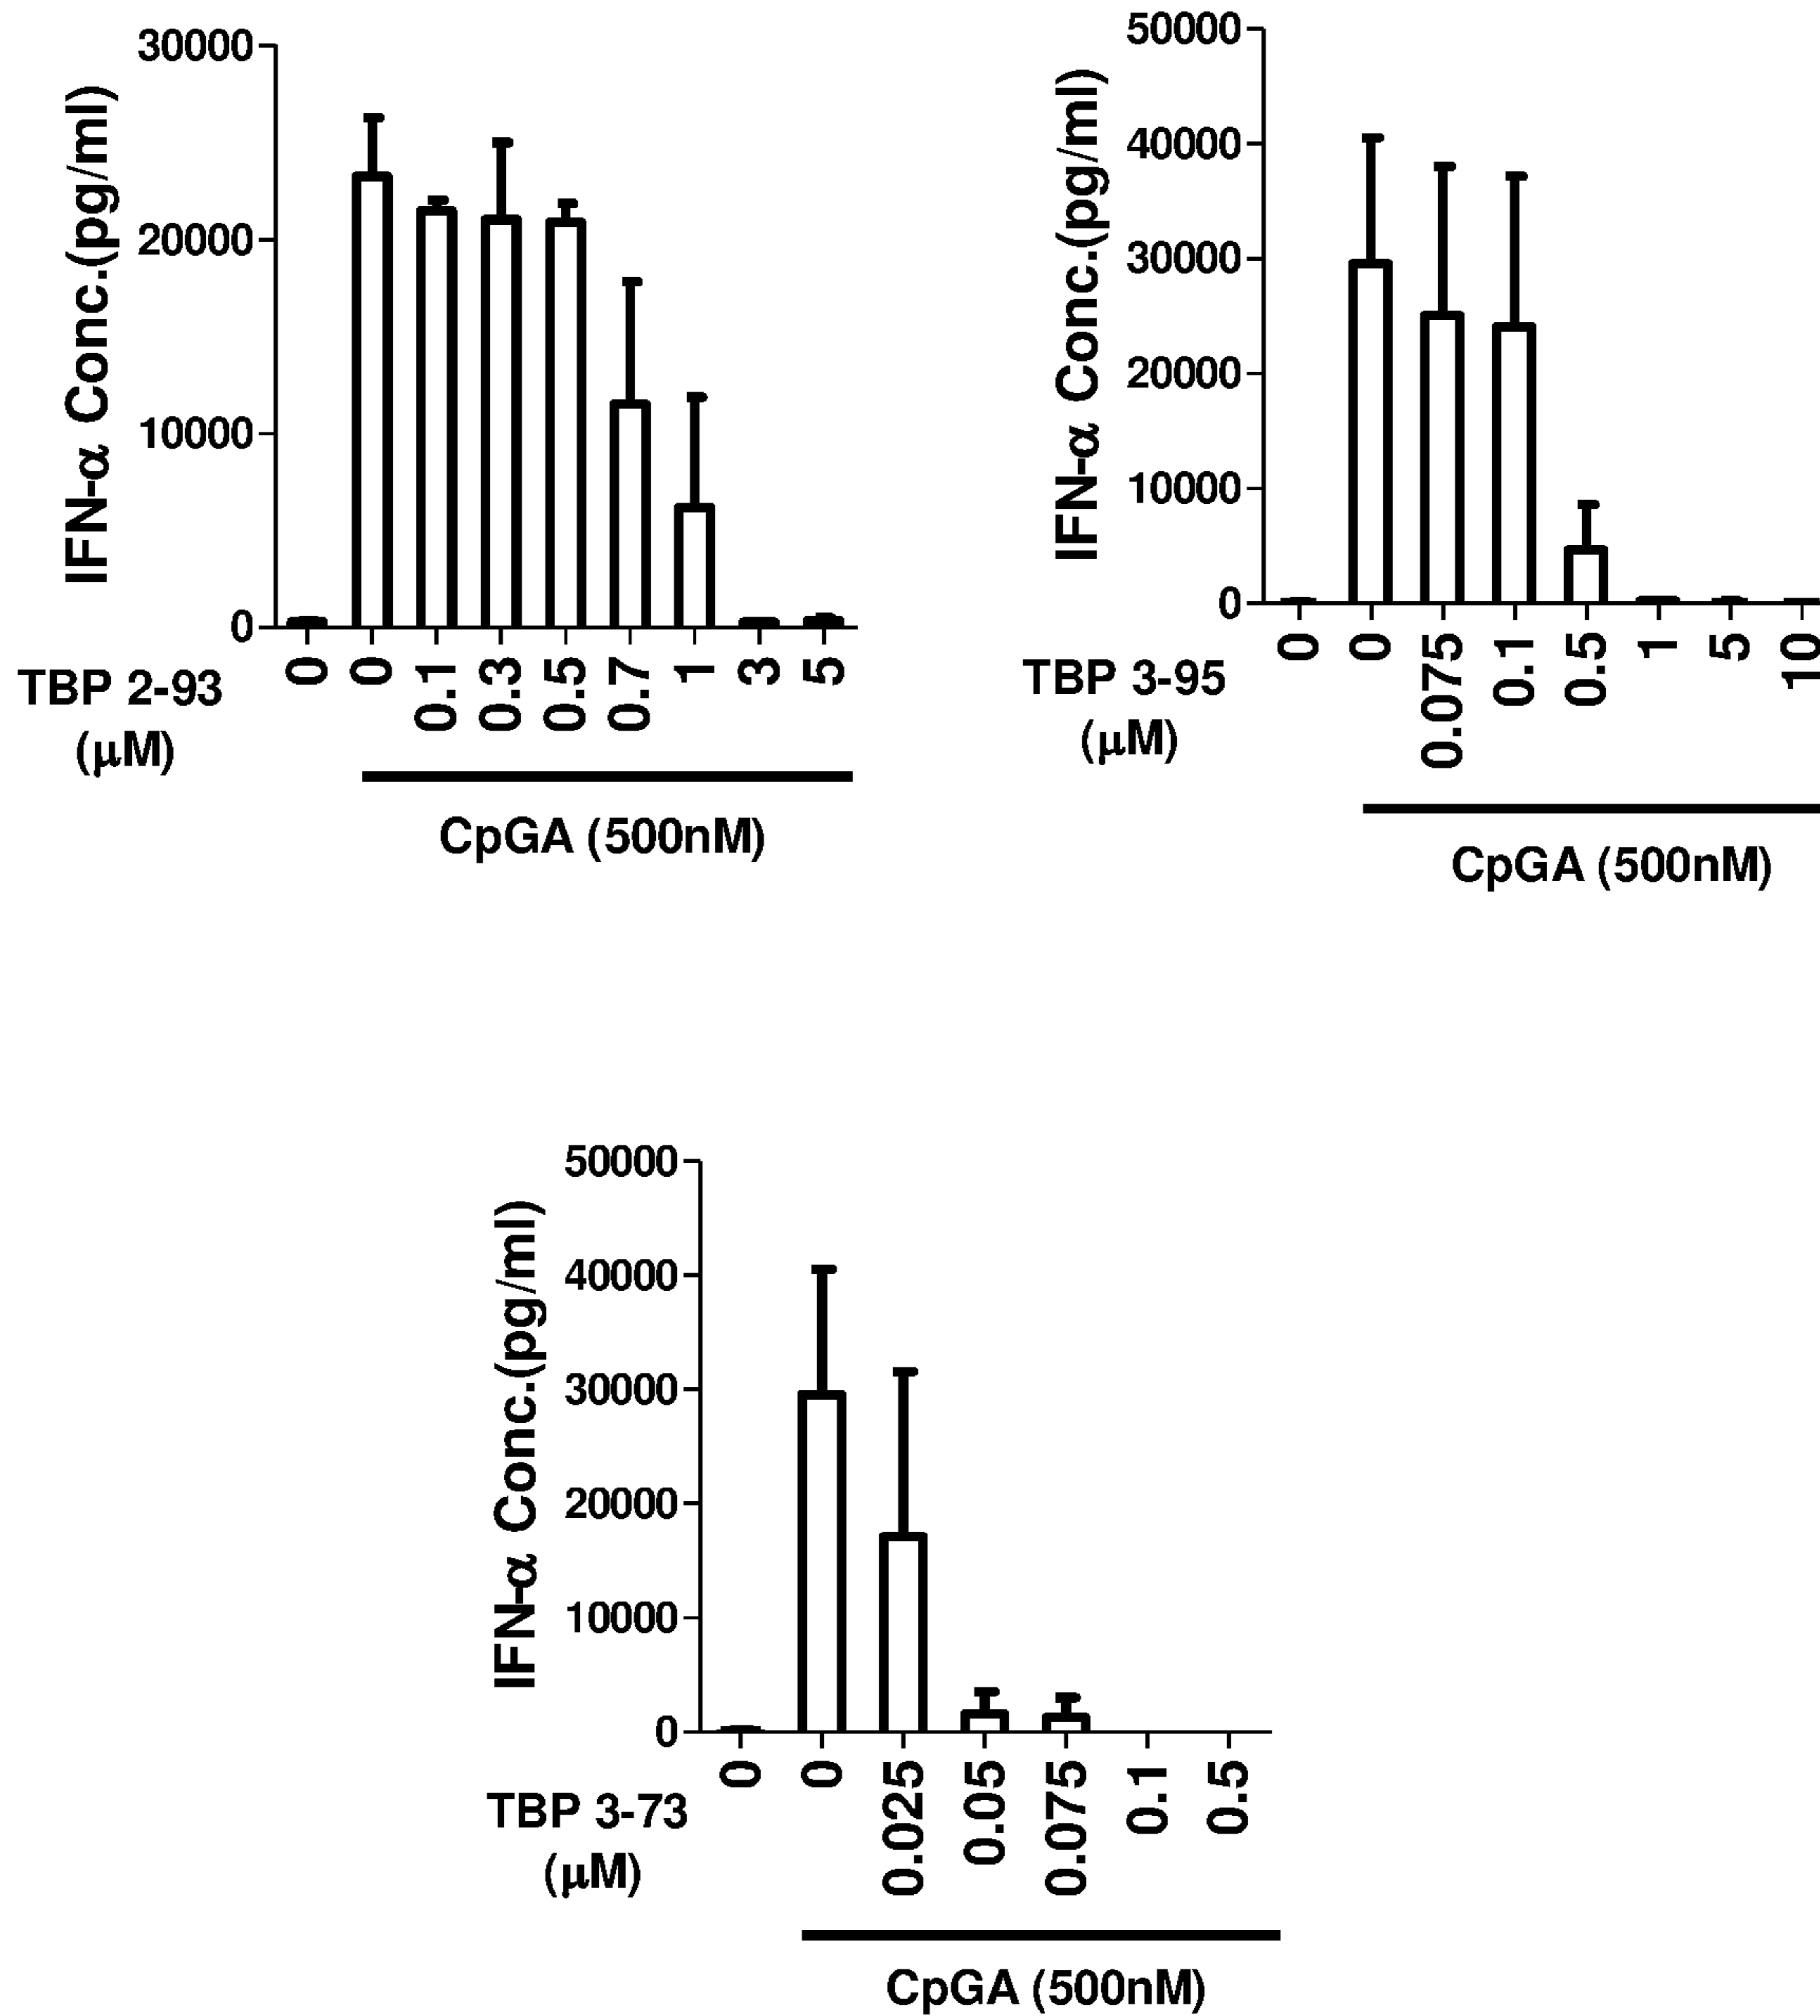 30000
20000
10000
0
IFN-α Conc.(pg/ml)
0 0 0.1 0.3 0.5 0.7 1 3 5
TBP 2-93
(μM)
CpGA (500nM)
50000
40000
30000
20000
10000
0
IFN-α Conc.(pg/ml)
0 0 0.075 0.1 0.5 1 5 10
TBP 3-95
(μM)
CpGA (500nM)
50000
40000
30000
20000
10000
0
IFN-α Conc.(pg/ml)
0 0 0.025 0.05 0.075 0.1 0.5
TBP 3-73
(μM)
CpGA (500nM)